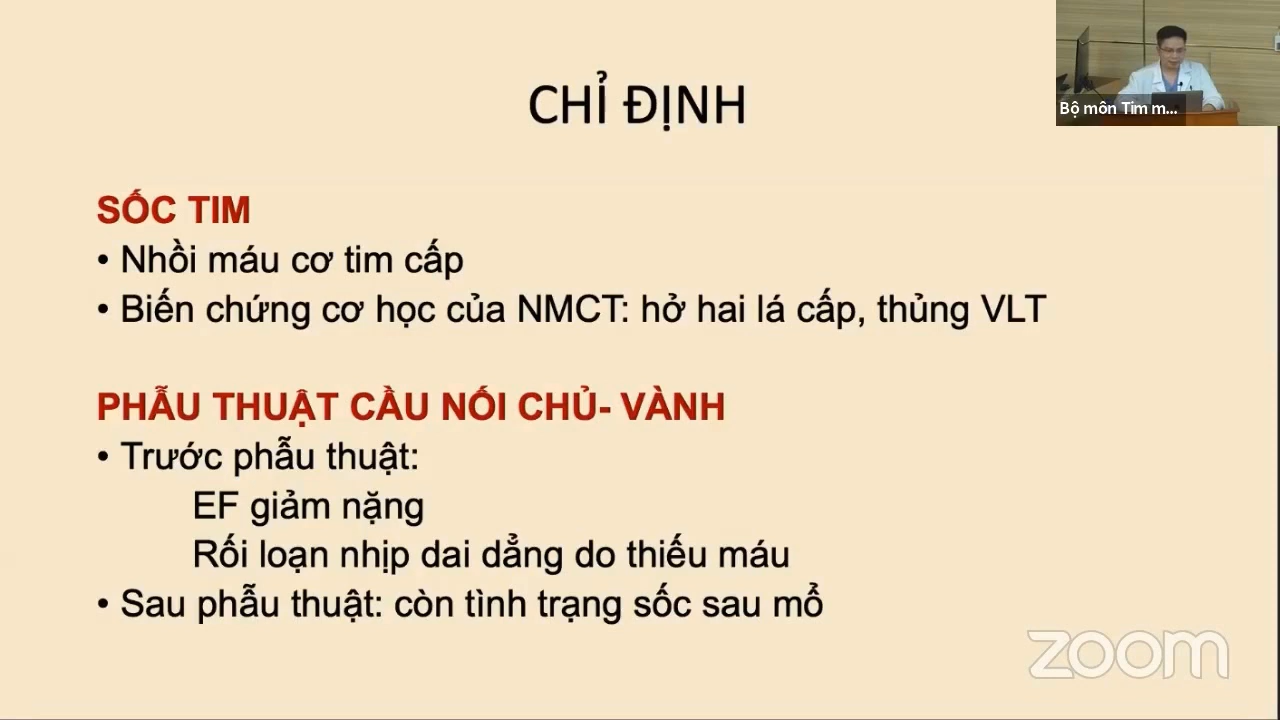 Bộ môn Tim m...
CHỈ ĐỊNH
SỐC TIM
• Nhồi máu cơ tim cấp
• Biến chứng cơ học của NMCT: hở hai lá cấp, thủng VLT
PHẪU THUẬT CẦU NỐI CHỦ- VÀNH
• Trước phẫu thuật:
EF giảm nặng
Rối loạn nhịp dai dẳng do thiếu máu
• Sau phẫu thuật: còn tình trạng sốc sau mổ
zoom